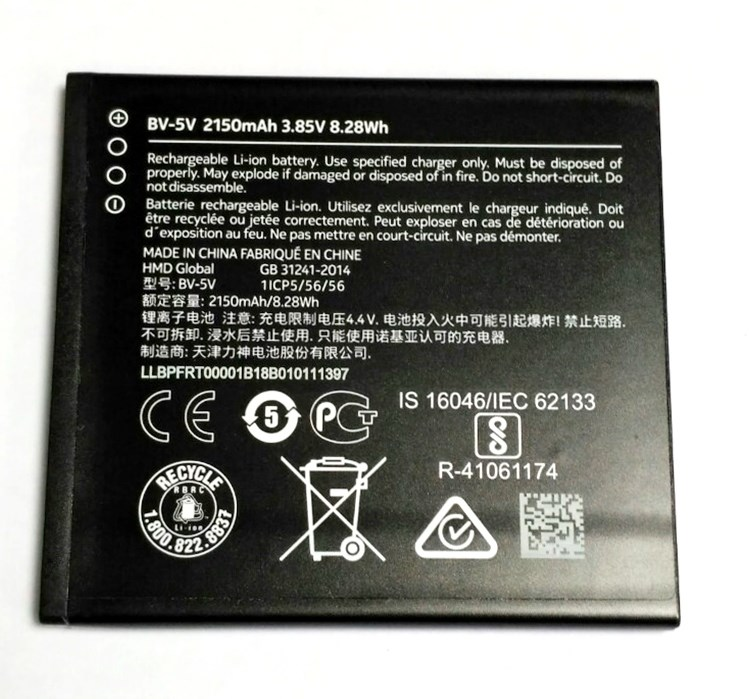 BV-5V 2150mAh 3.85V 8.28Wh
Rechargeable Li-ion battery. Use specified charger only. Must be disposed of
properly. May explode if damaged or disposed of in fire. Do not short-circuit. Do
not disassemble.
Batterie rechargeable Li-ion. Utilisez exclusivement le chargeur indiqué. Doit
être recyclée ou jetée correctement. Peut exploser en cas de détérioration ou
d´exposition au feu. Ne pas mettre en court-circuit. Ne pas démonter.
MADE IN CHINA FABRIQUÉ EN CHINE
HMD Global GB 31241-2014
型号: BV-5V 1ICP5/56/56
额定容量: 2150mAh/8.28Wh
锂离子电池 注意: 充电限制电压4.4V. 电池投入火中可能引起爆炸! 禁止短路.
不可拆卸. 浸水后禁止使用. 只能使用诺基亚认可的充电器.
制造商: 天津力神电池股份有限公司.
LLBPFRT00001B18B010111397
CE 5 PCT IS 16046/IEC 62133
R-41061174
RECYCLE
RBRC
Li-ion
1.800.822.8837